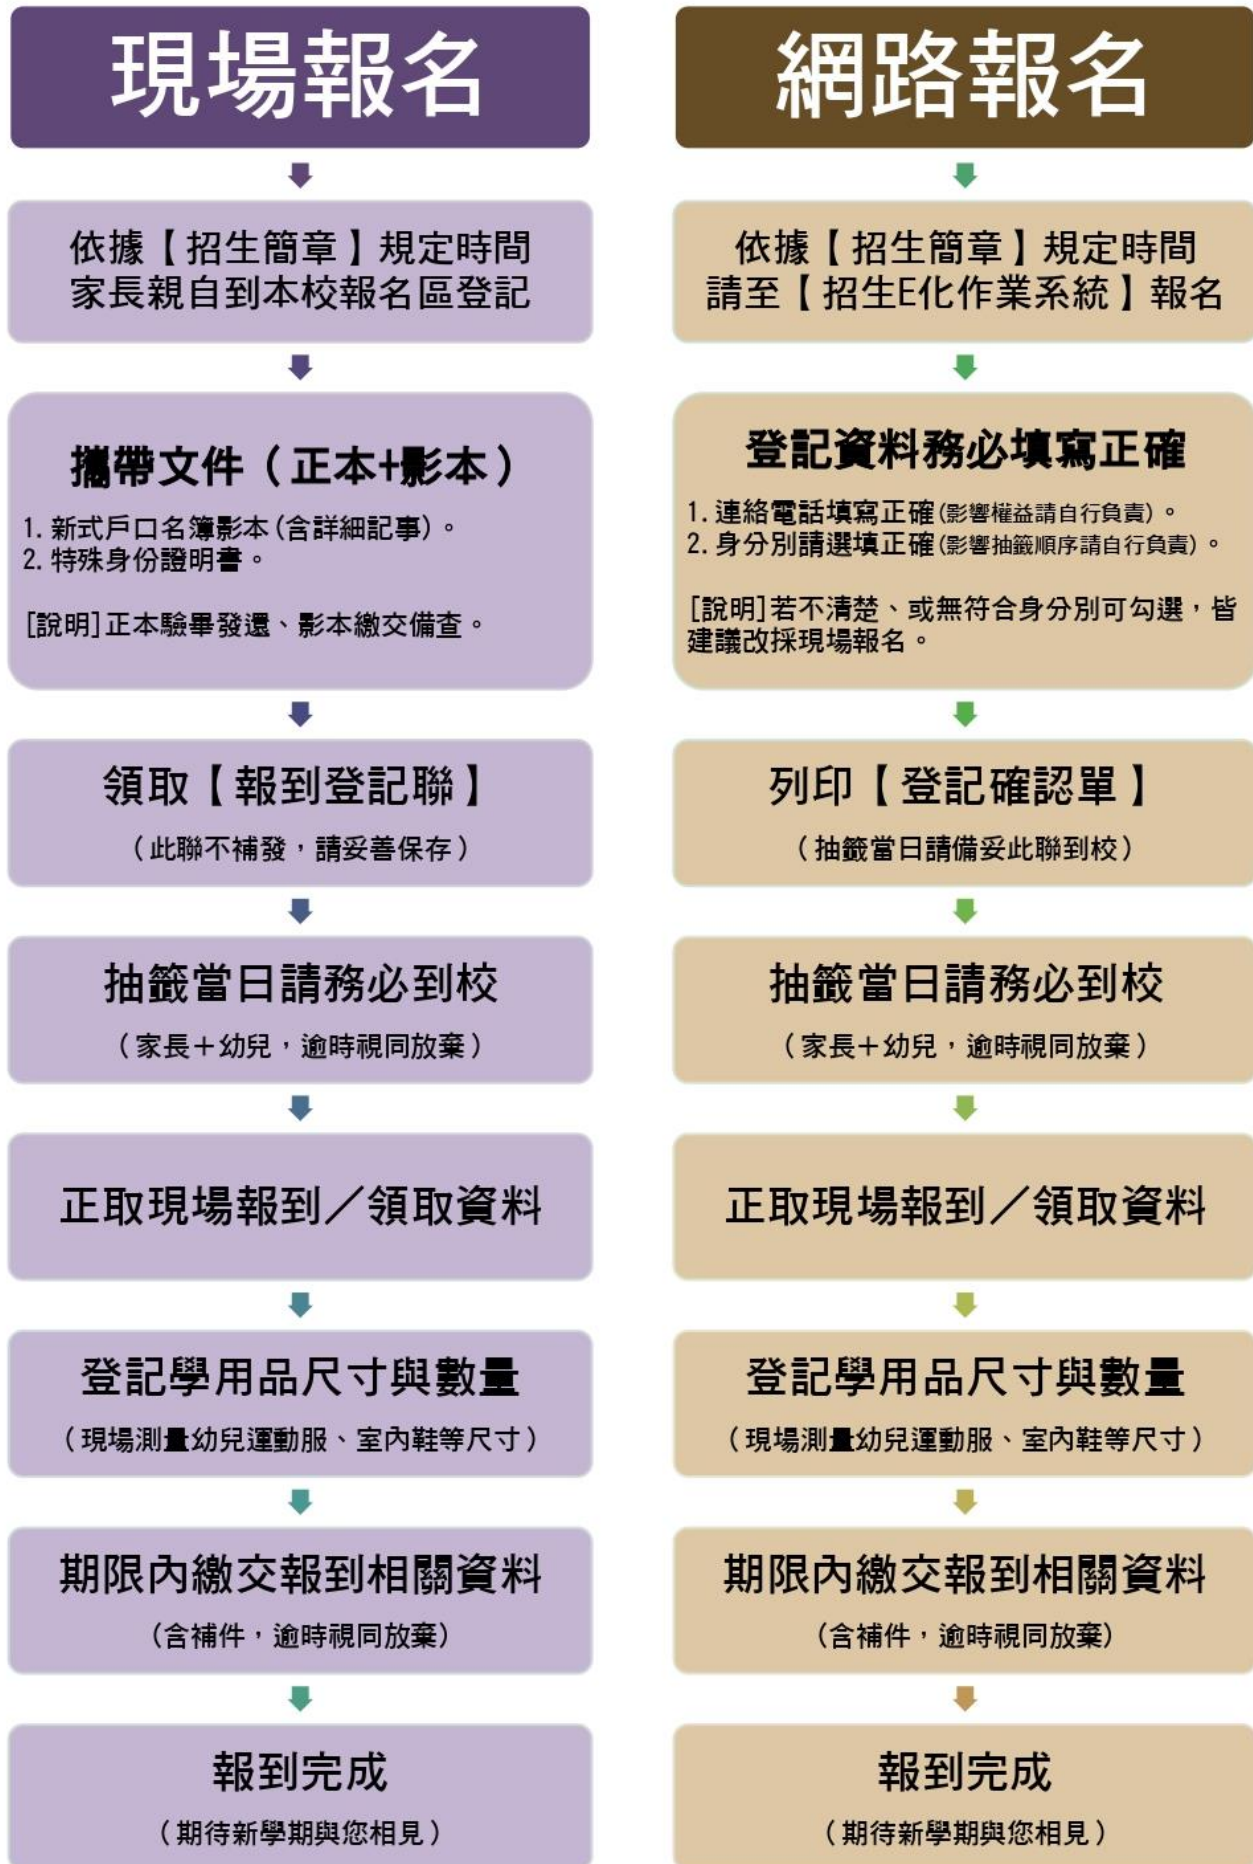 現場報名
依據【招生簡章】規定時間
家長親自到本校報名區登記
攜帶文件（正本+影本）
1.新式戶口名簿影本(含詳細記事)。
2.特殊身份證明書。
[說明]正本驗畢發還、影本繳交備查。
領取【報到登記聯】
（此聯不補發，請妥善保存）
抽籤當日請務必到校
（家長＋幼兒，逾時視同放棄）
正取現場報到／領取資料
登記學用品尺寸與數量
（現場測量幼兒運動服、室內鞋等尺寸）
期限內繳交報到相關資料
(含補件，逾時視同放棄)
報到完成
（期待新學期與您相見）
網路報名
依據【招生簡章】規定時間
請至【招生E化作業系統】報名
登記資料務必填寫正確
1.連絡電話填寫正確(影響權益請自行負責)。
2.身分別請選填正確(影響抽籤順序請自行負責)。
[說明]若不清楚、或無符合身分別可勾選，皆
建議改採現場報名。
列印【登記確認單】
（抽籤當日請備妥此聯到校）
抽籤當日請務必到校
（家長＋幼兒，逾時視同放棄）
正取現場報到／領取資料
登記學用品尺寸與數量
（現場測量幼兒運動服、室內鞋等尺寸）
期限內繳交報到相關資料
(含補件，逾時視同放棄)
報到完成
（期待新學期與您相見）